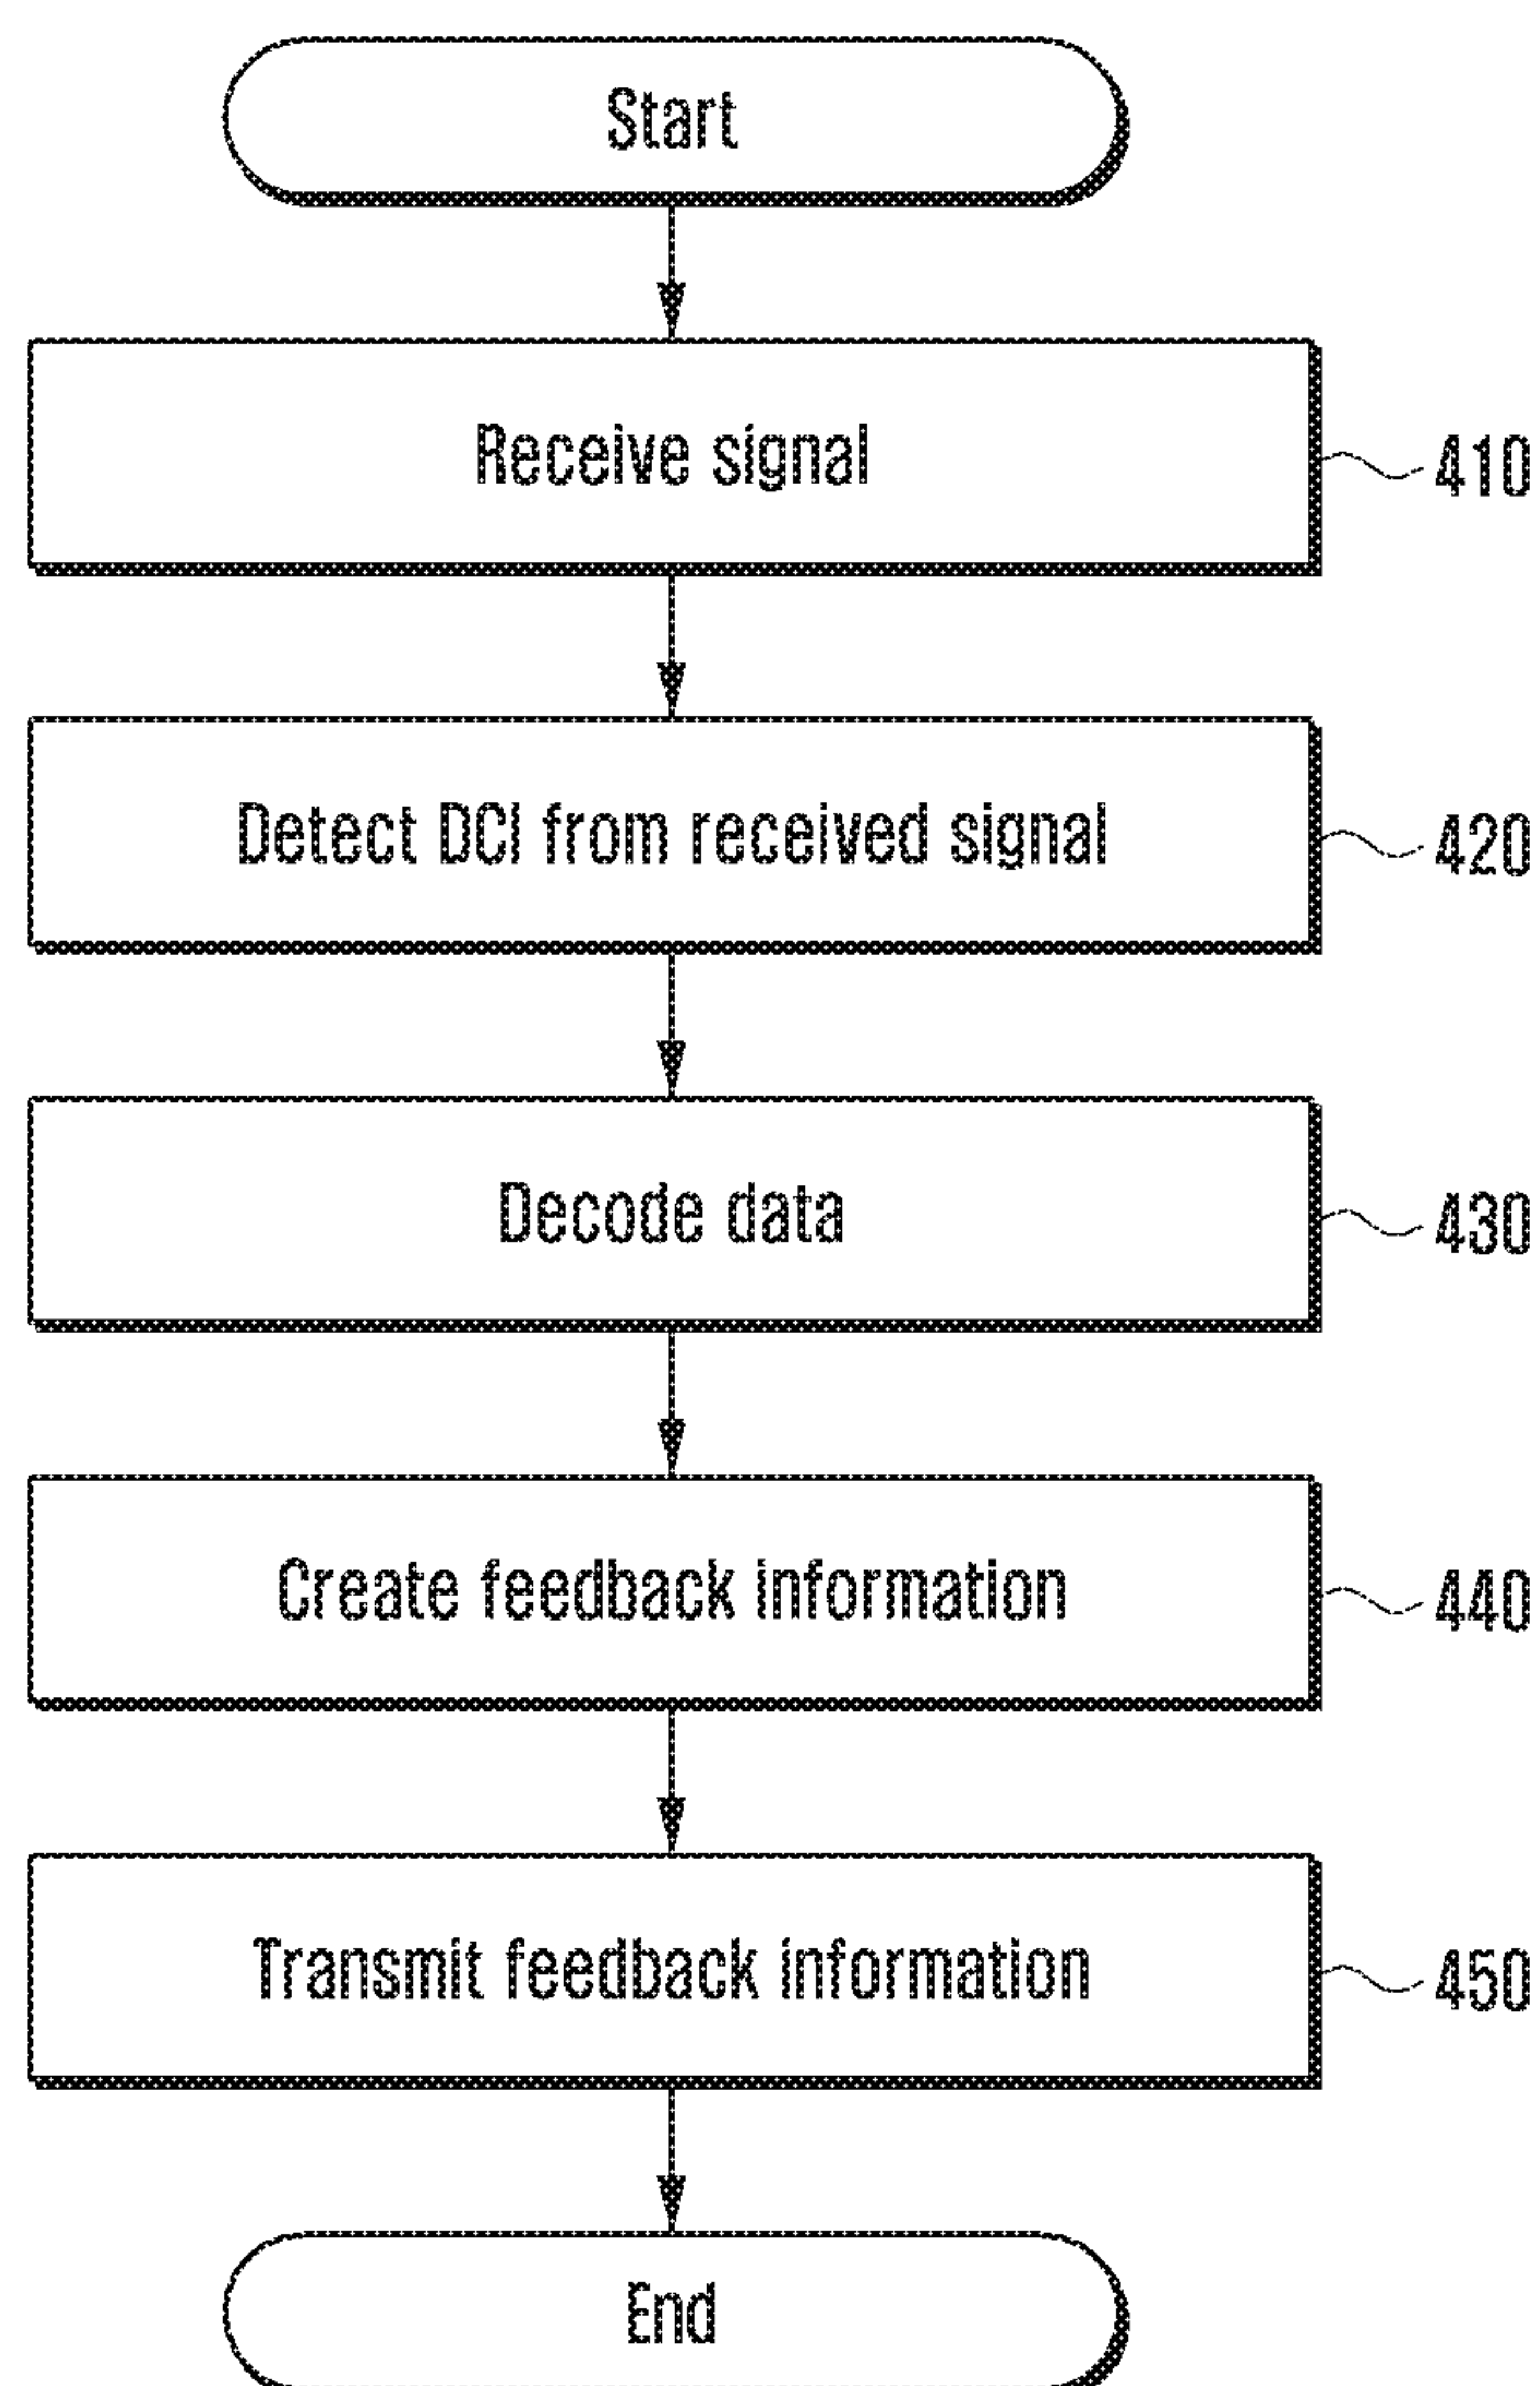 Start
Receive signal
410
Detect DCI from received signal
420
Decode data
430
Create feedback information
440
Transmit feedback information
450
End